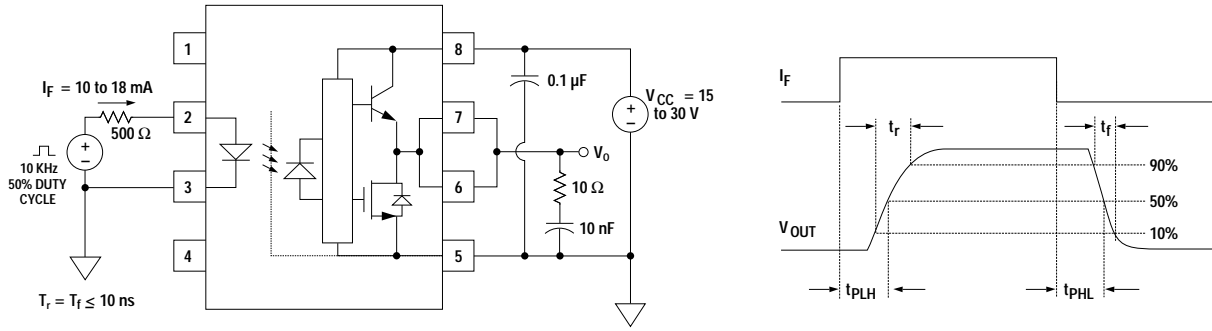 1
I_F = 10 to 18 mA
2
500 Ω
+
–
10 KHz
50% DUTY
CYCLE
3
4
T_r = T_f ≤ 10 ns
8
0.1 µF
V_CC = 15
to 30 V
+
–
7
V_o
6
10 Ω
10 nF
5
I_F
t_r
t_f
90%
50%
10%
V_OUT
t_PLH
t_PHL